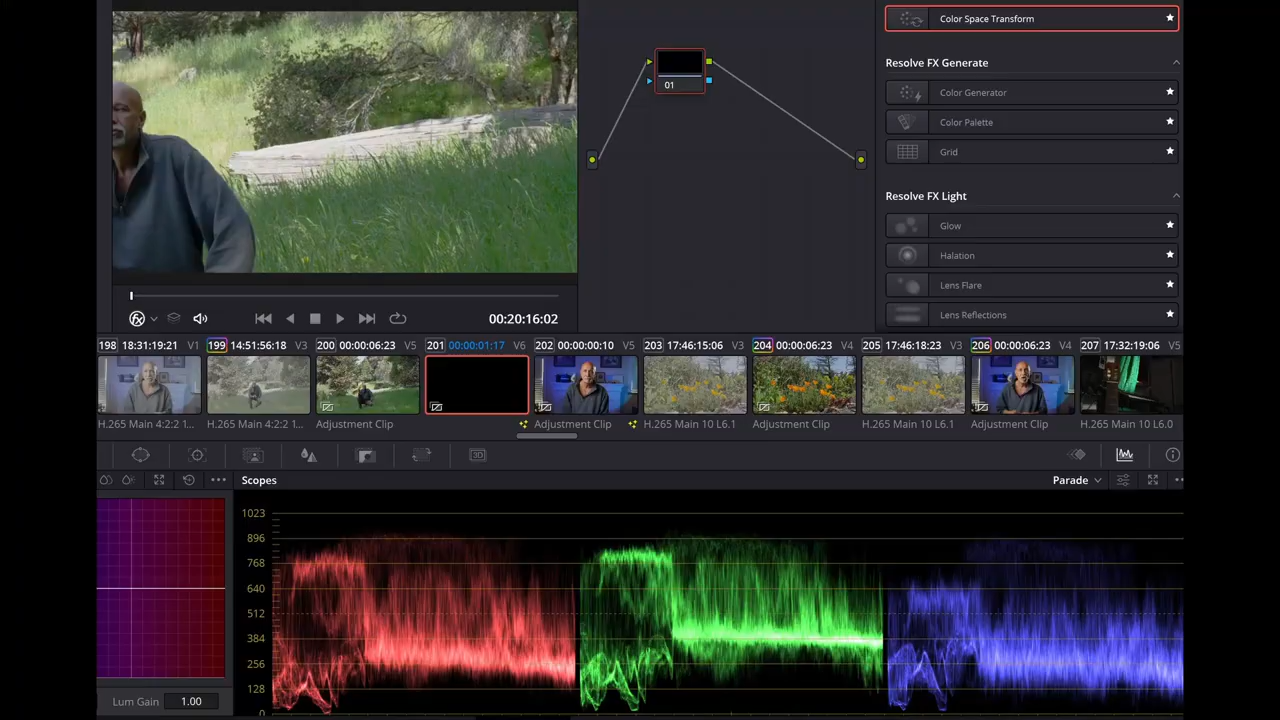 Color Space Transform
Resolve FX Generate
Color Generator
Color Palette
01
Grid
Resolve FX Light
Glow
Halation
Lens Flare
Lens Reflections
00:20:16:02
198 18:31:19:21 V1
199 14:51:56:18 V3
200 00:00:06:23 V5
201 00:00:01:17 V6
202 00:00:00:10 V5
203 17:46:15:06 V3
204 00:00:06:23 V4
205 17:46:18:23 V3
206 00:00:06:23 V4
207 17:32:19:06 V5
H.265 Main 4:2:2 1...
H.265 Main 4:2:2 1...
Adjustment Clip
Adjustment Clip
H.265 Main 10 L6.1
Adjustment Clip
H.265 Main 10 L6.1
Adjustment Clip
H.265 Main 10 L6.0
3D
Scopes
Parade
1023
896
768
640
512
384
256
128
0
Lum Gain 1.00